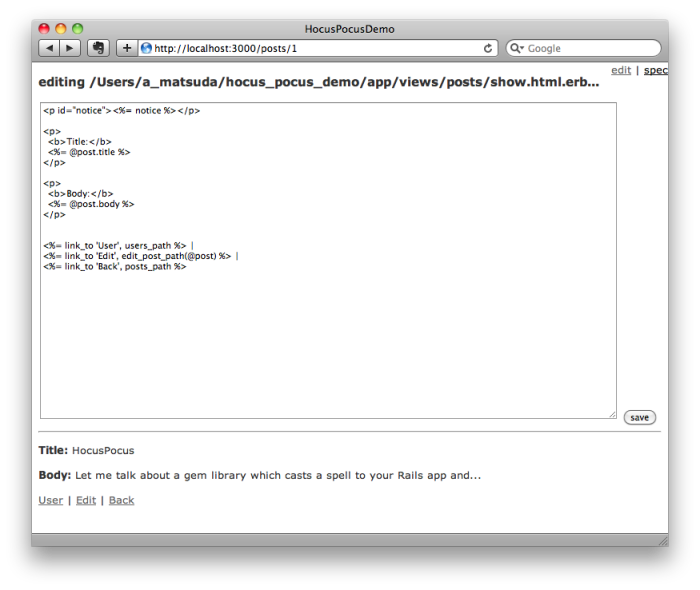 HocusPocusDemo
http://localhost:3000/posts/1
Google
edit | spec
editing /Users/a_matsuda/hocus_pocus_demo/app/views/posts/show.html.erb...
<p id="notice"><%= notice %></p>
<p>
<b>Title:</b>
<%= @post.title %>
</p>
<p>
<b>Body:</b>
<%= @post.body %>
</p>
<%= link_to 'User', users_path %> |
<%= link_to 'Edit', edit_post_path(@post) %> |
<%= link_to 'Back', posts_path %>
save
Title: HocusPocus
Body: Let me talk about a gem library which casts a spell to your Rails app and...
User | Edit | Back